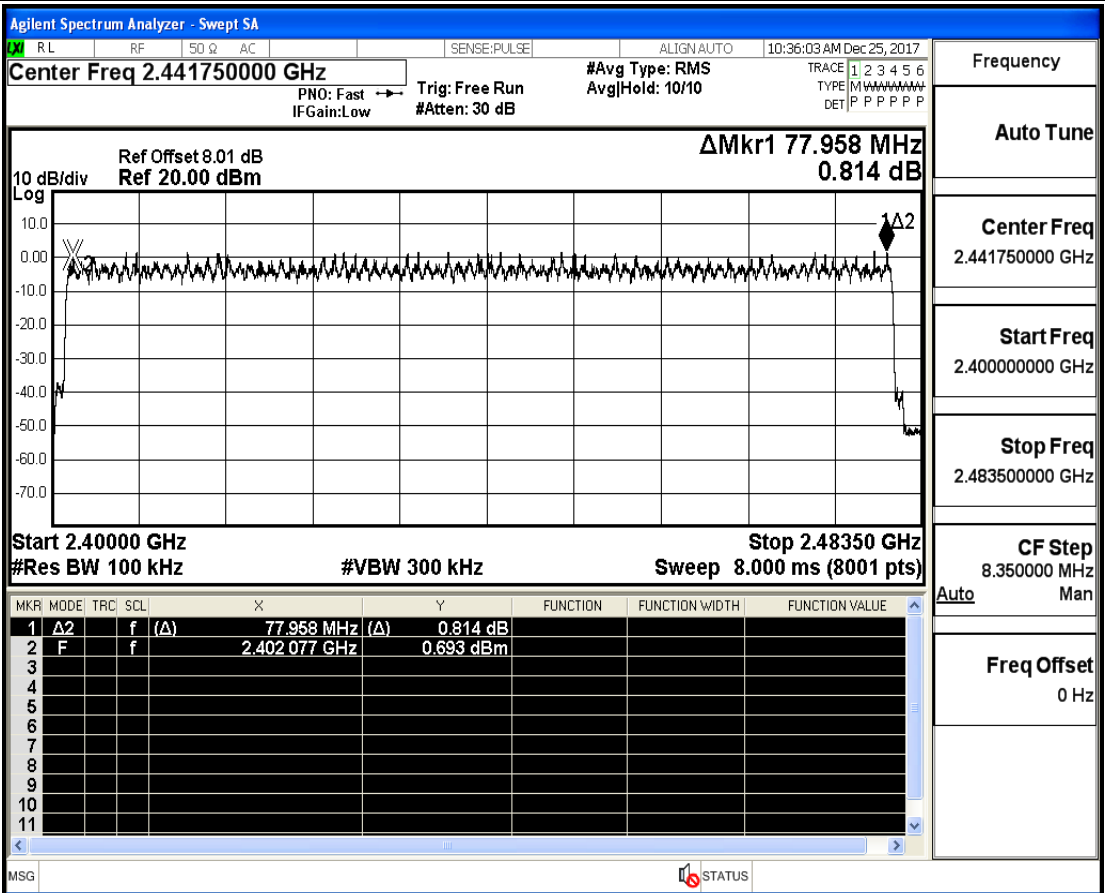 Agilent Spectrum Analyzer - Swept SA
LXI RL RF 50 Ω AC SENSE:PULSE ALIGN AUTO 10:36:03 AM Dec 25, 2017
Center Freq 2.441750000 GHz
PNO: Fast
IFGain:Low
Trig: Free Run
#Atten: 30 dB
#Avg Type: RMS
Avg|Hold: 10/10
TRACE 1 2 3 4 5 6
TYPE M WWWWW
DET P P P P P P
Ref Offset 8.01 dB
10 dB/div Ref 20.00 dBm
Log
ΔMkr1 77.958 MHz
0.814 dB
10.0
0.00
-10.0
-20.0
-30.0
-40.0
-50.0
-60.0
-70.0
1Δ2
2
Start 2.40000 GHz Stop 2.48350 GHz
#Res BW 100 kHz #VBW 300 kHz Sweep 8.000 ms (8001 pts)
MKR MODE TRC SCL X Y FUNCTION FUNCTION WIDTH FUNCTION VALUE
1 Δ2 f (Δ) 77.958 MHz (Δ) 0.814 dB
2 F f 2.402 077 GHz 0.693 dBm
3
4
5
6
7
8
9
10
11
MSG STATUS
Frequency
Auto Tune
Center Freq
2.441750000 GHz
Start Freq
2.400000000 GHz
Stop Freq
2.483500000 GHz
CF Step
8.350000 MHz
Auto Man
Freq Offset
0 Hz